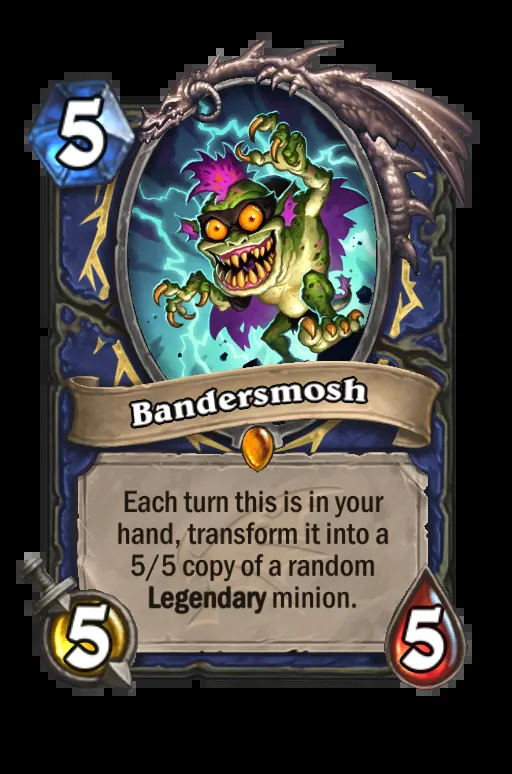 5
Bandersmosh
Each turn this is in your
hand, transform it into a
5/5 copy of a random
Legendary minion.
5
5